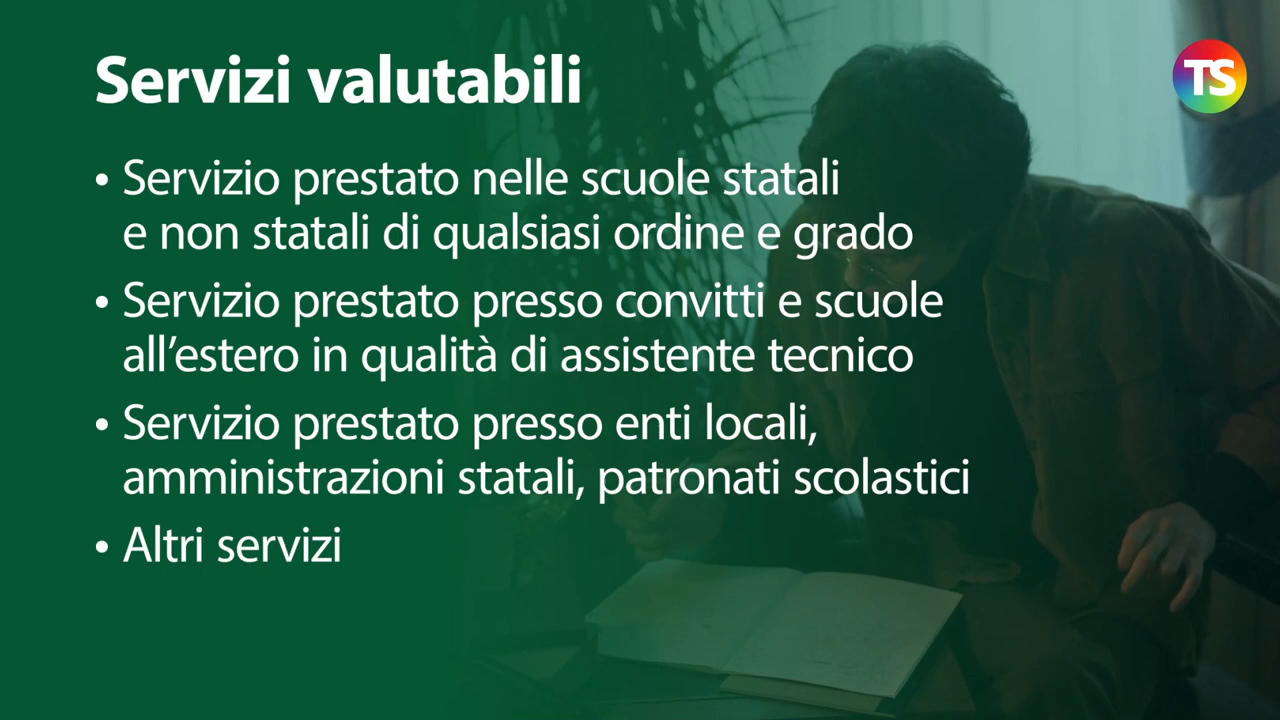 Servizi valutabili
TS
• Servizio prestato nelle scuole statali
e non statali di qualsiasi ordine e grado
• Servizio prestato presso convitti e scuole
all’estero in qualità di assistente tecnico
• Servizio prestato presso enti locali,
amministrazioni statali, patronati scolastici
• Altri servizi